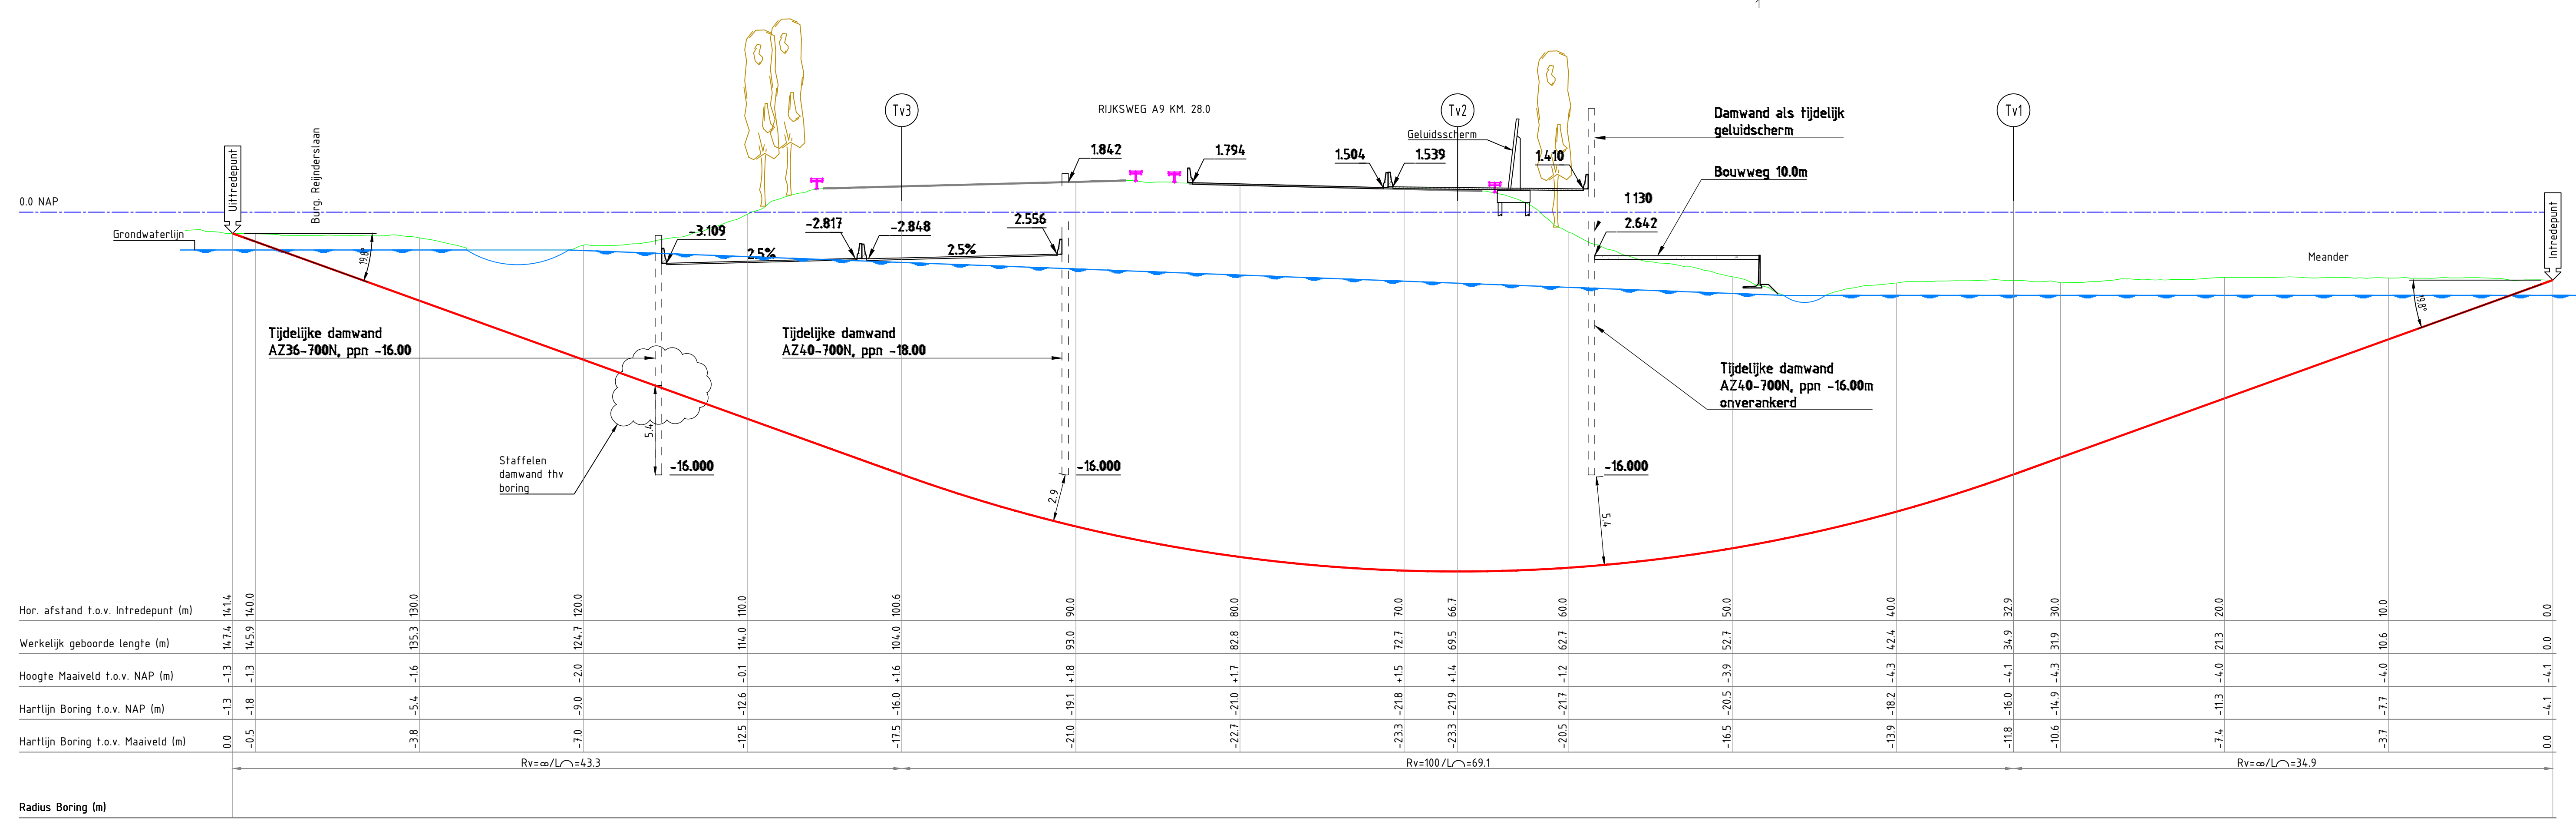 1
Tv3
RIJKSWEG A9 KM. 28.0
Tv2
Tv1
Damwand als tijdelijk
geluidscherm
Geluidsscherm
1.842
1.794
1.504
1.539
1.410
Bouwweg 10.0m
Uittredepunt
Burg. Reijnderslaan
0.0 NAP
1 130
2.642
Intredepunt
Grondwaterlijn
-3.109
-2.817
-2.848
2.556
2.5%
2.5%
19.8°
Meander
19.8°
Tijdelijke damwand
AZ36-700N, ppn -16.00
Tijdelijke damwand
AZ40-700N, ppn -18.00
Tijdelijke damwand
AZ40-700N, ppn -16.00m
onverankerd
5.4
Staffelen
damwand thv
boring
-16.000
-16.000
-16.000
2.9
5.4
Hor. afstand t.o.v. Intredepunt (m) 141.4 140.0 130.0 120.0 110.0 100.6 90.0 80.0 70.0 66.7 60.0 50.0 40.0 32.9 30.0 20.0 10.0 0.0
Werkelijk geboorde lengte (m) 147.4 145.9 135.3 124.7 114.0 104.0 93.0 82.8 72.7 69.5 62.7 52.7 42.4 34.9 31.9 21.3 10.6 0.0
Hoogte Maaiveld t.o.v. NAP (m) -1.3 -1.3 -1.6 -2.0 -0.1 +1.6 +1.8 +1.7 +1.5 +1.4 -1.2 -3.9 -4.3 -4.1 -4.3 -4.0 -4.0 -4.1
Hartlijn Boring t.o.v. NAP (m) -1.3 -1.8 -5.4 -9.0 -12.6 -16.0 -19.1 -21.0 -21.8 -21.9 -21.7 -20.5 -18.2 -16.0 -14.9 -11.3 -7.7 -4.1
Hartlijn Boring t.o.v. Maaiveld (m) 0.0 -0.5 -3.8 -7.0 -12.5 -17.5 -21.0 -22.7 -23.3 -23.3 -20.5 -16.5 -13.9 -11.8 -10.6 -7.4 -3.7 0.0
Rv=∞/L⌒=43.3 Rv=100/L⌒=69.1 Rv=∞/L⌒=34.9
Radius Boring (m)